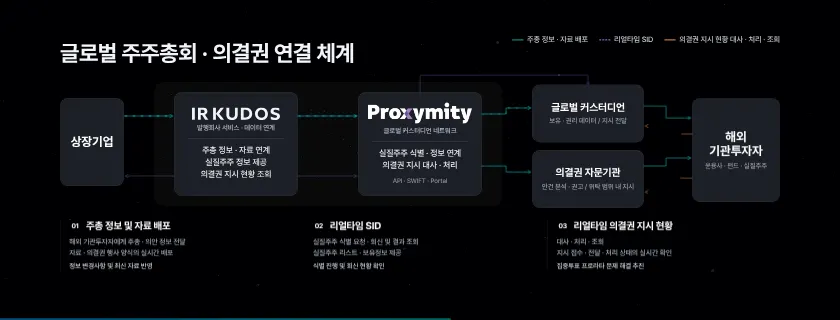 글로벌 주주총회 · 의결권 연결 체계
주총 정보 · 자료 배포
리얼타임 SID
의결권 지시 현황 대사 · 처리 · 조회
상장기업
IR KUDOS
발행회사 서비스 · 데이터 연계
주총 정보 · 자료 연계
실질주주 정보 제공
의결권 지시 현황 조회
Proxymity
글로벌 커스터디언 네트워크
실질주주 식별 · 정보 연계
의결권 지시 대사 · 처리
API · SWIFT · Portal
글로벌 커스터디언
보유 · 권리 데이터 / 지시 전달
의결권 자문기관
안건 분석 · 권고 / 위탁 범위 내 지시
해외
기관투자자
운용사 · 펀드 · 실질주주
01 주총 정보 및 자료 배포
해외 기관투자자에게 주총 · 의안 정보 전달
자료 · 의결권 행사 양식의 실시간 배포
정보 변경사항 및 최신 자료 반영
02 리얼타임 SID
실질주주 식별 요청 · 회신 및 결과 조회
실질주주 리스트 · 보유정보 제공
식별 진행 및 회신 현황 확인
03 리얼타임 의결권 지시 현황
대사 · 처리 · 조회
지시 접수 · 전달 · 처리 상태의 실시간 확인
집중투표 프로라타 문제 해결 추진